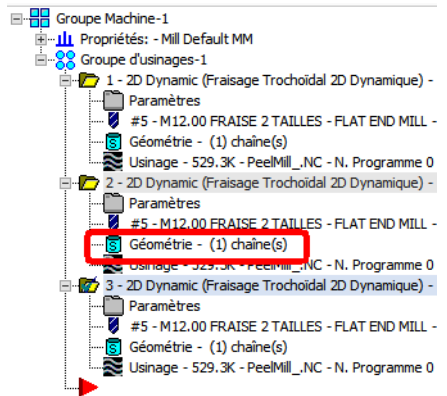 Groupe Machine-1
Propriétés: - Mill Default MM
Groupe d'usinages-1
1 - 2D Dynamic (Fraisage Trochoïdal 2D Dynamique) -
Paramètres
#5 - M12.00 FRAISE 2 TAILLES - FLAT END MILL -
Géométrie - (1) chaîne(s)
Usinage - 529.3K - PeelMill_.NC - N. Programme 0
2 - 2D Dynamic (Fraisage Trochoïdal 2D Dynamique) -
Paramètres
#5 - M12.00 FRAISE 2 TAILLES - FLAT END MILL -
Géométrie - (1) chaîne(s)
Usinage - 529.3K - PeelMill_.NC - N. Programme 0
3 - 2D Dynamic (Fraisage Trochoïdal 2D Dynamique) -
Paramètres
#5 - M12.00 FRAISE 2 TAILLES - FLAT END MILL -
Géométrie - (1) chaîne(s)
Usinage - 529.3K - PeelMill_.NC - N. Programme 0